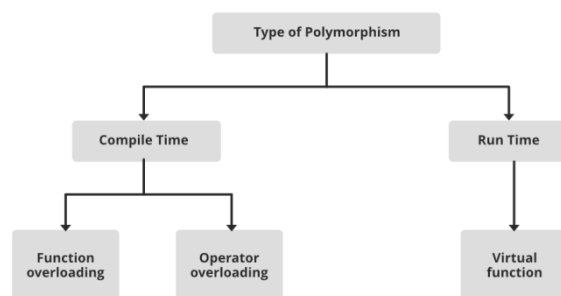 Type of Polymorphism
Compile Time
Run Time
Function
overloading
Operator
overloading
Virtual
function